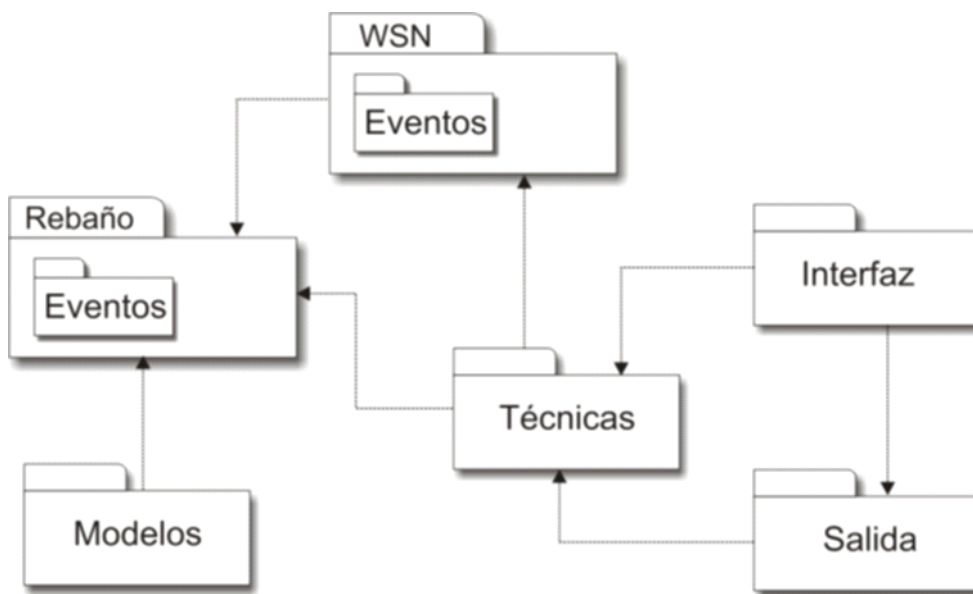 WSN
Eventos
Rebaño
Eventos
Interfaz
Técnicas
Modelos
Salida